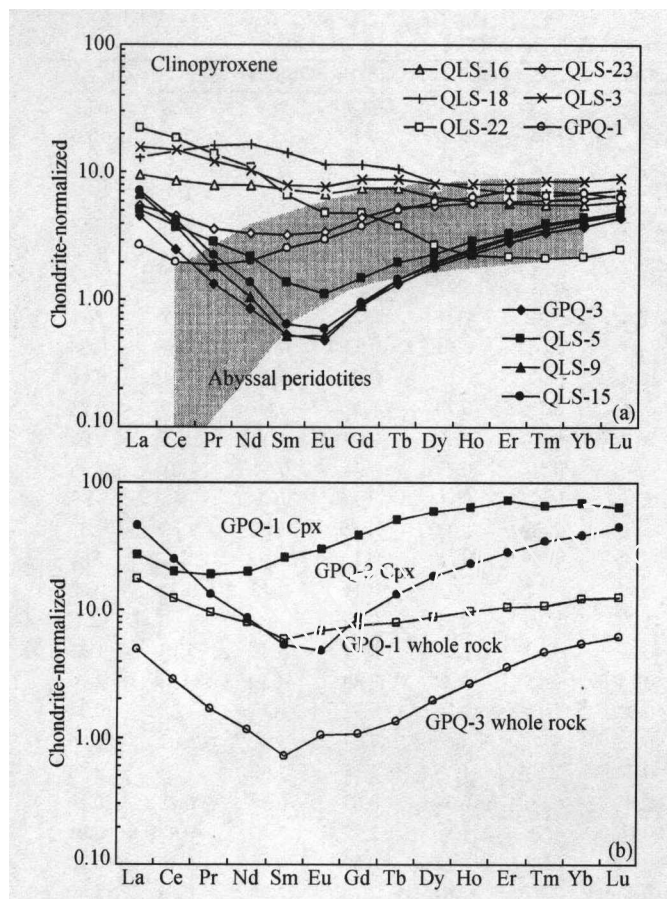 100
Clinopyroxene
QLS-16
QLS-23
QLS-18
QLS-3
QLS-22
GPQ-1
10.0
Chondrite-normalized
1.00
GPQ-3
QLS-5
QLS-9
QLS-15
Abyssal peridotites
(a)
0.10
La Ce Pr Nd Sm Eu Gd Tb Dy Ho Er Tm Yb Lu
100
GPQ-1 Cpx
GPQ-3 Cpx
10.0
Chondrite-normalized
GPQ-1 whole rock
1.00
GPQ-3 whole rock
0.10
(b)
La Ce Pr Nd Sm Eu Gd Tb Dy Ho Er Tm Yb Lu